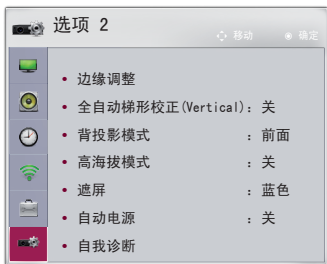 选项 2
移动 确定
• 边缘调整
• 全自动梯形校正(Vertical): 关
• 背投影模式 : 前面
• 高海拔模式 : 关
• 遮屏 : 蓝色
• 自动电源 : 关
• 自我诊断